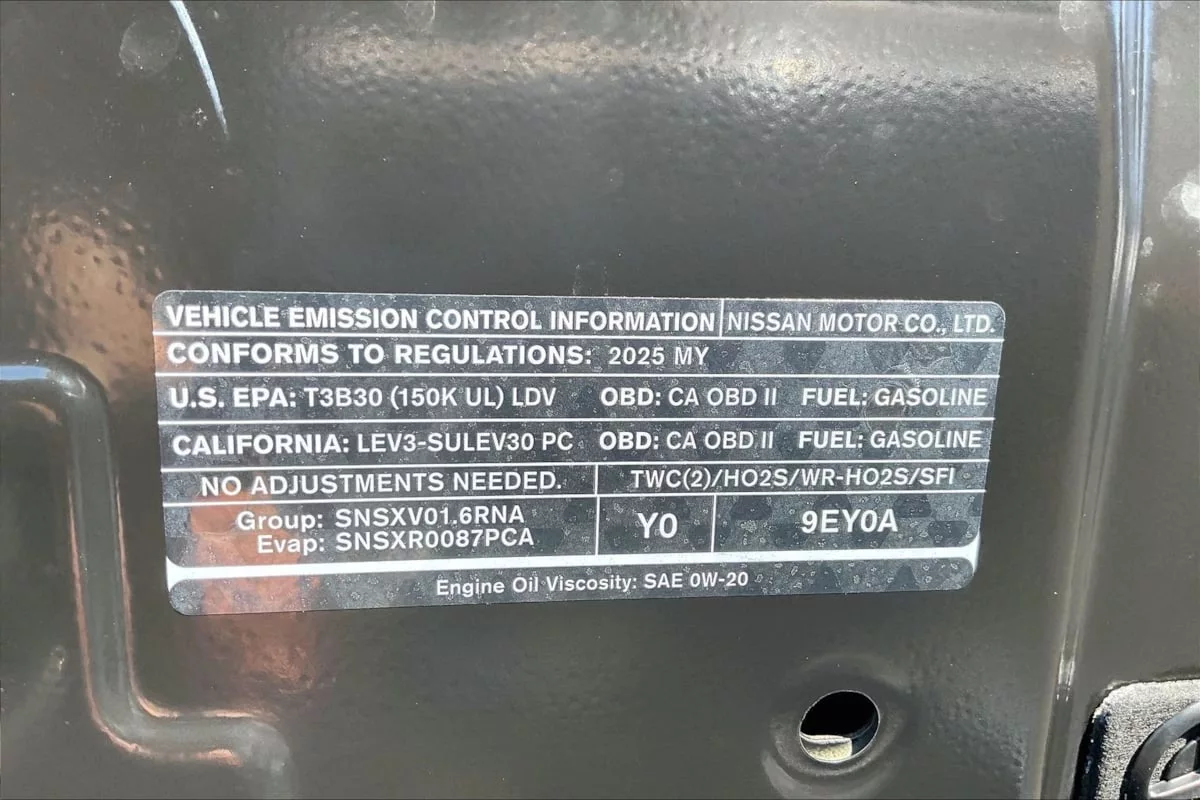 VEHICLE EMISSION CONTROL INFORMATION NISSAN MOTOR CO., LTD.
CONFORMS TO REGULATIONS: 2025 MY
U.S. EPA: T3B30 (150K UL) LDV OBD: CA OBD II FUEL: GASOLINE
CALIFORNIA: LEV3-SULEV30 PC OBD: CA OBD II FUEL: GASOLINE
NO ADJUSTMENTS NEEDED. TWC(2)/HO2S/WR-HO2S/SFI
Group: SNSXV01.6RNA
Evap: SNSXR0087PCA
Y0
9EY0A
Engine Oil Viscosity: SAE 0W-20